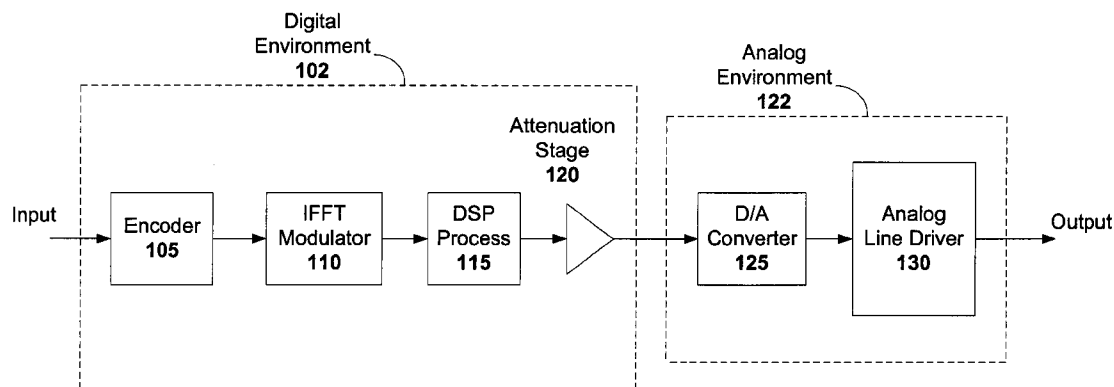 Digital
Environment
102
Analog
Environment
122
Attenuation
Stage
120
Input
Encoder
105
IFFT
Modulator
110
DSP
Process
115
D/A
Converter
125
Analog
Line Driver
130
Output